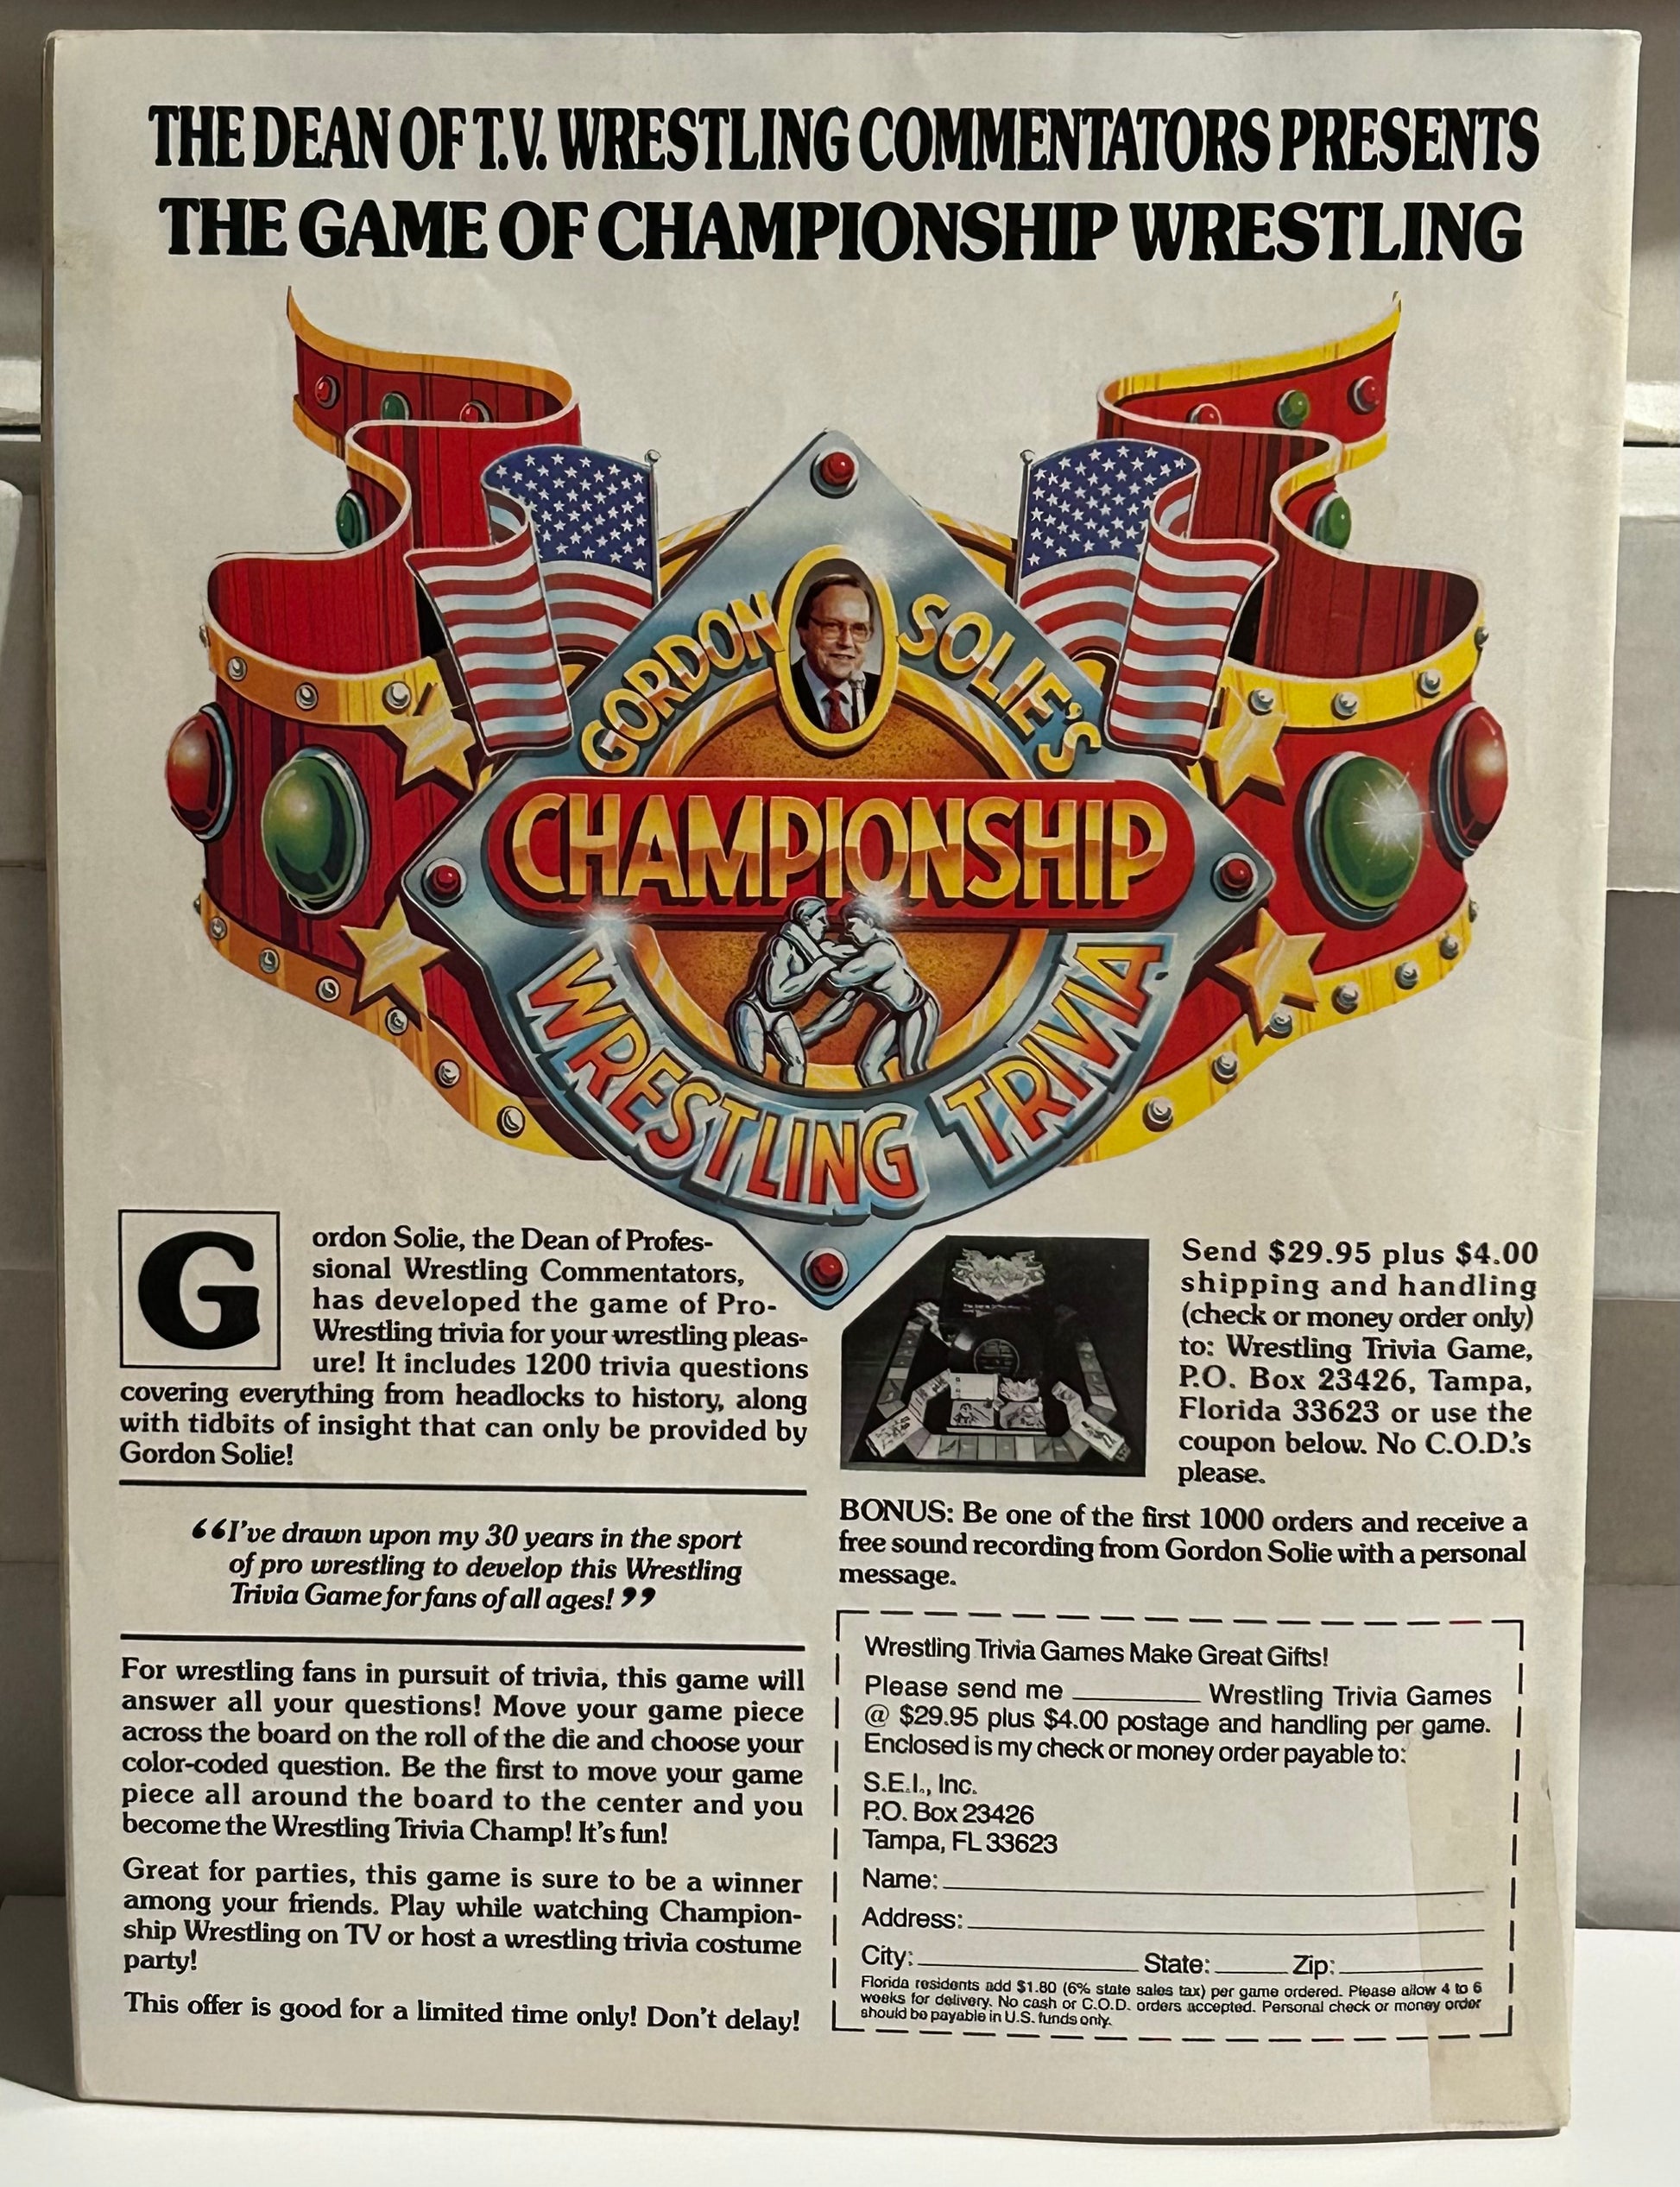 THE DEAN OF T.V. WRESTLING COMMENTATORS PRESENTS
THE GAME OF CHAMPIONSHIP WRESTLING
GORDON SOLIE'S
CHAMPIONSHIP
WRESTLING TRIVIA
Gordon Solie, the Dean of Profes-
sional Wrestling Commentators,
has developed the game of Pro-
Wrestling trivia for your wrestling pleas-
ure! It includes 1200 trivia questions
covering everything from headlocks to history, along
with tidbits of insight that can only be provided by
Gordon Solie!
“I've drawn upon my 30 years in the sport
of pro wrestling to develop this Wrestling
Trivia Game for fans of all ages!”
For wrestling fans in pursuit of trivia, this game will
answer all your questions! Move your game piece
across the board on the roll of the die and choose your
color-coded question. Be the first to move your game
piece all around the board to the center and you
become the Wrestling Trivia Champ! It's fun!
Great for parties, this game is sure to be a winner
among your friends. Play while watching Champion-
ship Wrestling on TV or host a wrestling trivia costume
party!
This offer is good for a limited time only! Don't delay!
Send $29.95 plus $4.00
shipping and handling
(check or money order only)
to: Wrestling Trivia Game,
P.O. Box 23426, Tampa,
Florida 33623 or use the
coupon below. No C.O.D.'s
please.
BONUS: Be one of the first 1000 orders and receive a
free sound recording from Gordon Solie with a personal
message.
Wrestling Trivia Games Make Great Gifts!
Please send me ________ Wrestling Trivia Games
@ $29.95 plus $4.00 postage and handling per game.
Enclosed is my check or money order payable to:
S.E.I., Inc.
P.O. Box 23426
Tampa, FL 33623
Name:
Address:
City: State: Zip:
Florida residents add $1.80 (6% state sales tax) per game ordered. Please allow 4 to 6
weeks for delivery. No cash or C.O.D. orders accepted. Personal check or money order
should be payable in U.S. funds only.